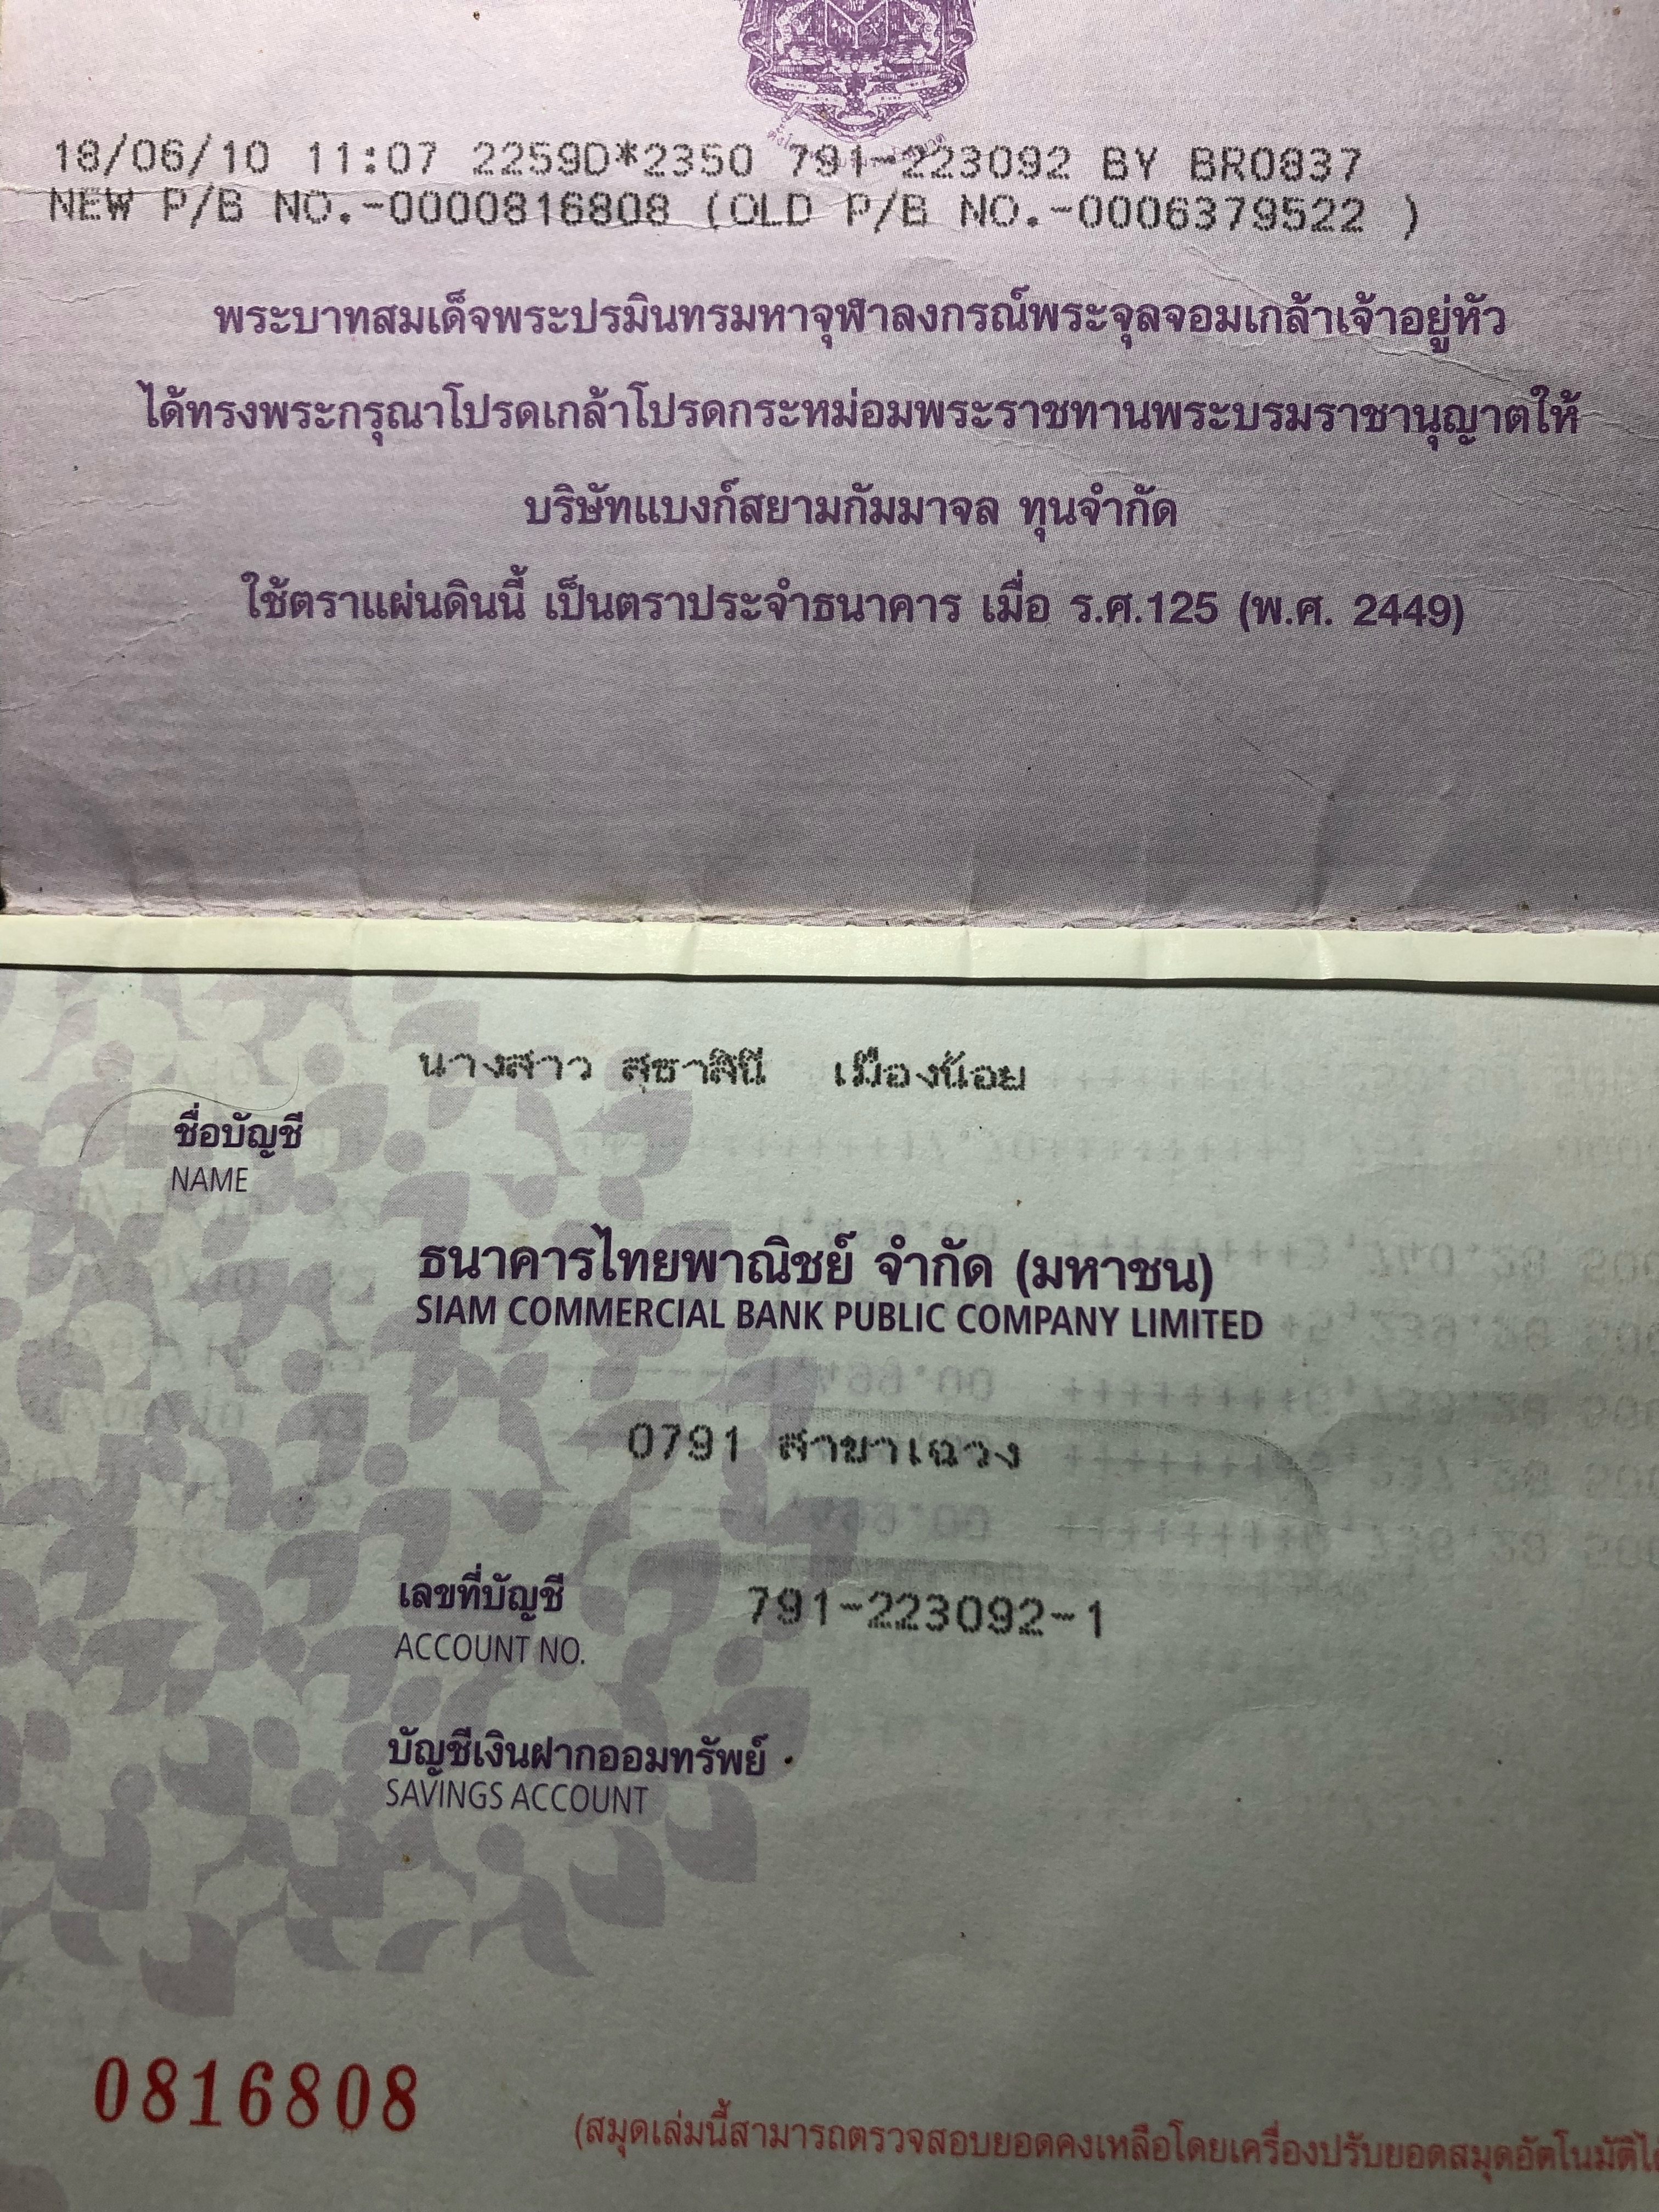 18/06/10 11:07 2259D*2350 791-223092 BY BR0837
NEW P/B NO.-0000816808 (OLD P/B NO.-0006379522 )
พระบาทสมเด็จพระปรมินทรมหาจุฬาลงกรณ์พระจุลจอมเกล้าเจ้าอยู่หัว
ได้ทรงพระกรุณาโปรดเกล้าโปรดกระหม่อมพระราชทานพระบรมราชานุญาตให้
บริษัทแบงก์สยามกัมมาจล ทุนจำกัด
ใช้ตราแผ่นดินนี้ เป็นตราประจำธนาคาร เมื่อ ร.ศ.125 (พ.ศ. 2449)
นางสาว สุธาสินี เมืองน้อย
ชื่อบัญชี
NAME
ธนาคารไทยพาณิชย์ จำกัด (มหาชน)
SIAM COMMERCIAL BANK PUBLIC COMPANY LIMITED
0791 สาขาเฉวง
เลขที่บัญชี 791-223092-1
ACCOUNT NO.
บัญชีเงินฝากออมทรัพย์
SAVINGS ACCOUNT
0816808
(สมุดเล่มนี้สามารถตรวจสอบยอดคงเหลือโดยเครื่องปรับยอดสมุดอัตโนมัติได้